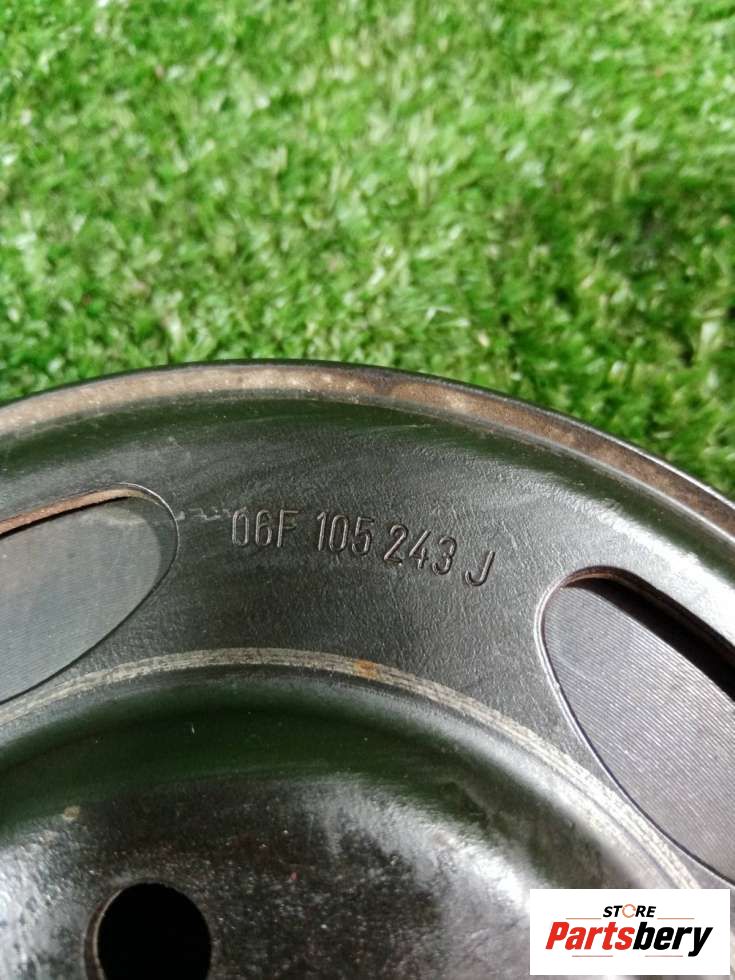 06F 105 243 J
STORE
Partsbery